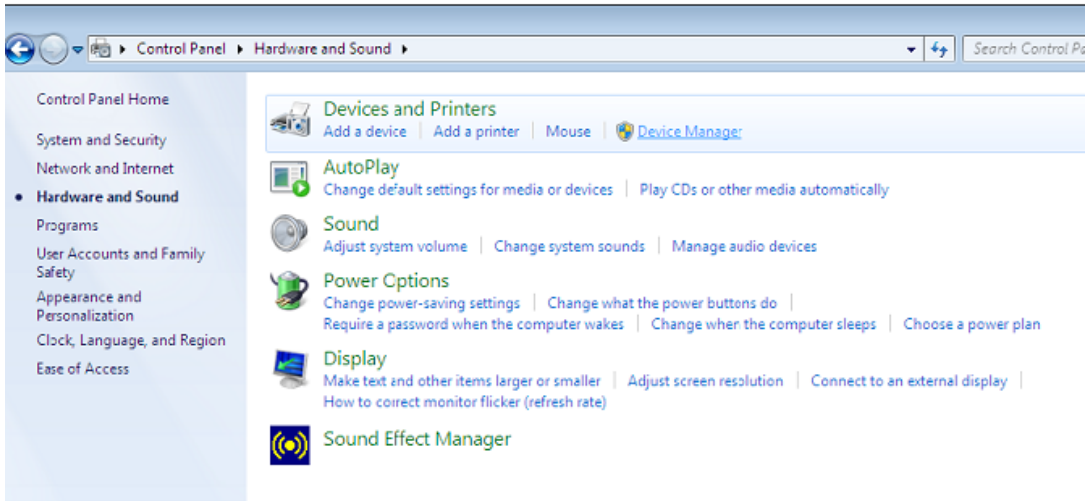 Control Panel Hardware and Sound
Search Control Pa
Control Panel Home
System and Security
Network and Internet
Hardware and Sound
Programs
User Accounts and Family
Safety
Appearance and
Personalization
Clock, Language, and Region
Ease of Access
Devices and Printers
Add a device Add a printer Mouse Device Manager
AutoPlay
Change default settings for media or devices Play CDs or other media automatically
Sound
Adjust system volume Change system sounds Manage audio devices
Power Options
Change power-saving settings Change what the power buttons do
Require a password when the computer wakes Change when the computer sleeps Choose a power plan
Display
Make text and other items larger or smaller Adjust screen resolution Connect to an external display
How to correct monitor flicker (refresh rate)
Sound Effect Manager